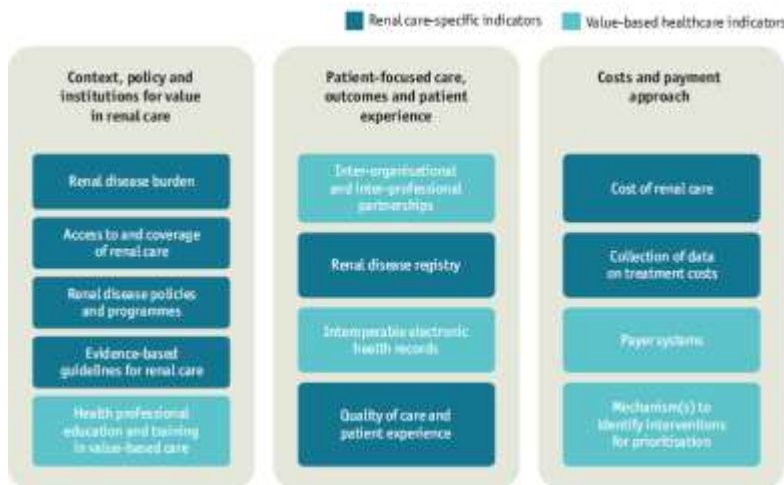 Renal care-specific indicators
Value-based healthcare indicators
Context, policy and
institutions for value
in renal care
Renal disease burden
Access to and coverage
of renal care
Renal disease policies
and programmes
Evidence-based
guidelines for renal care
Health professional
education and training
in value-based care
Patient-focused care,
outcomes and patient
experience
Inter-organisational
and inter-professional
partnerships
Renal disease registry
Interoperable electronic
health records
Quality of care and
patient experience
Costs and payment
approach
Cost of renal care
Collection of data
on treatment costs
Payer systems
Mechanism(s) to
identify interventions
for prioritisation